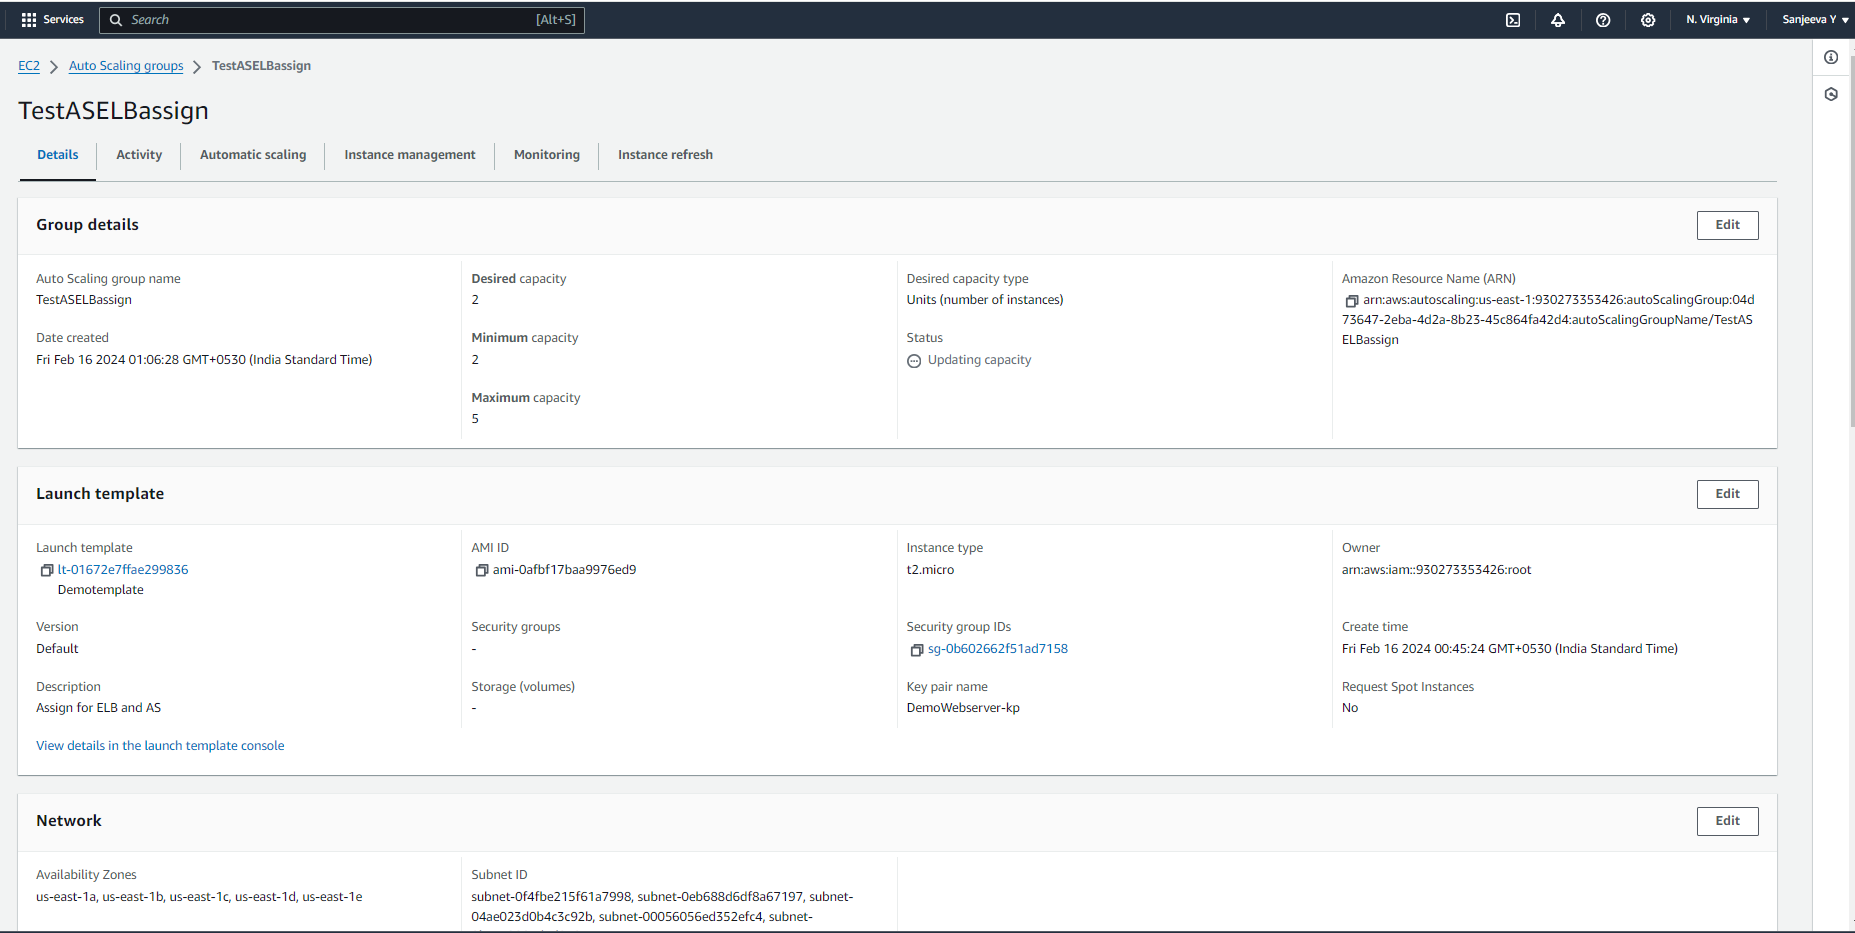 Services
Search [Alt+S]
N. Virginia ▼
Sanjeeva Y ▼
EC2 > Auto Scaling groups > TestASELBassign
TestASELBassign
Details Activity Automatic scaling Instance management Monitoring Instance refresh
Group details
Edit
Auto Scaling group name
TestASELBassign
Date created
Fri Feb 16 2024 01:06:28 GMT+0530 (India Standard Time)
Desired capacity
2
Minimum capacity
2
Maximum capacity
5
Desired capacity type
Units (number of instances)
Status
Updating capacity
Amazon Resource Name (ARN)
arn:aws:autoscaling:us-east-1:930273353426:autoScalingGroup:04d
73647-2eba-4d2a-8b23-45c864fa42d4:autoScalingGroupName/TestAS
ELBassign
Launch template
Edit
Launch template
lt-01672e7ffae299836
Demotemplate
Version
Default
Description
Assign for ELB and AS
View details in the launch template console
AMI ID
ami-0afbf17baa9976ed9
Security groups
-
Storage (volumes)
-
Instance type
t2.micro
Security group IDs
sg-0b602662f51ad7158
Key pair name
DemoWebserver-kp
Owner
arn:aws:iam::930273353426:root
Create time
Fri Feb 16 2024 00:45:24 GMT+0530 (India Standard Time)
Request Spot Instances
No
Network
Edit
Availability Zones
us-east-1a, us-east-1b, us-east-1c, us-east-1d, us-east-1e
Subnet ID
subnet-0f4fbe215f61a7998, subnet-0eb688d6df8a67197, subnet-
04ae023d0b4c3c92b, subnet-00056056ed352efc4, subnet-